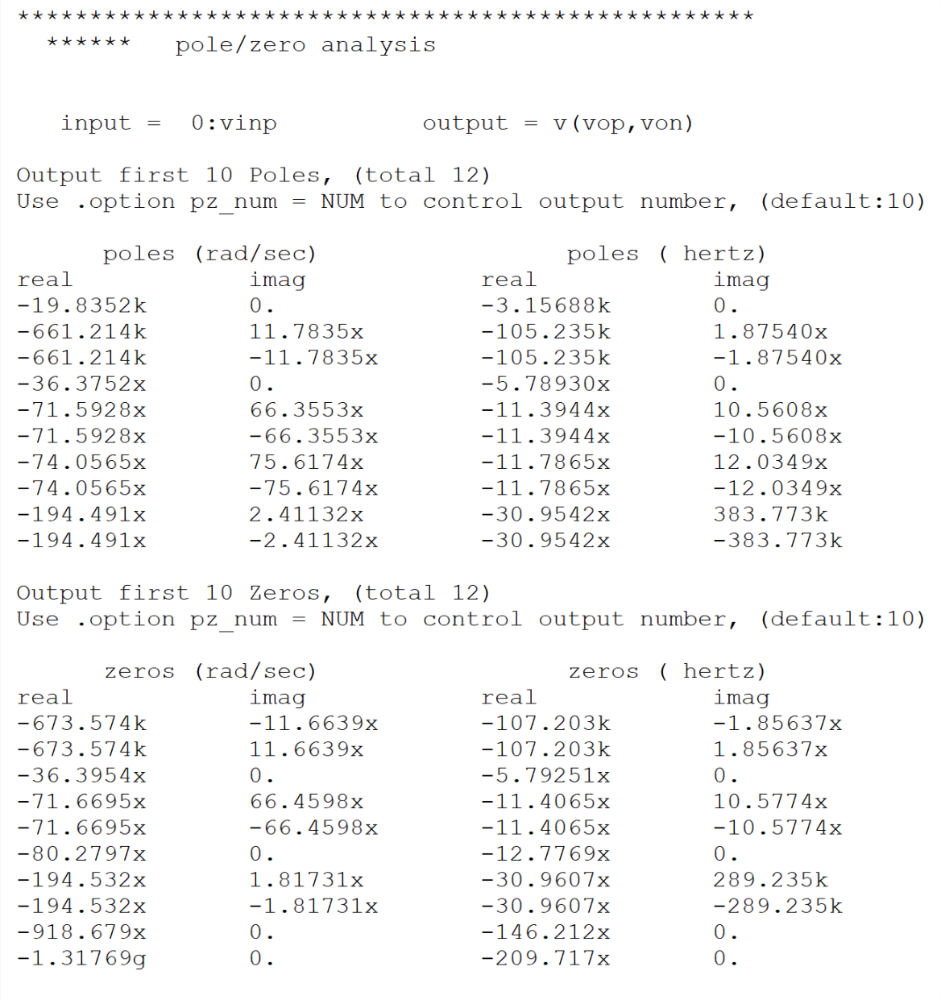 ***************************************************
****** pole/zero analysis
input = 0:vinp output = v(vop,von)
Output first 10 Poles, (total 12)
Use .option pz_num = NUM to control output number, (default:10)
poles (rad/sec) poles ( hertz)
real imag real imag
-19.8352k 0. -3.15688k 0.
-661.214k 11.7835x -105.235k 1.87540x
-661.214k -11.7835x -105.235k -1.87540x
-36.3752x 0. -5.78930x 0.
-71.5928x 66.3553x -11.3944x 10.5608x
-71.5928x -66.3553x -11.3944x -10.5608x
-74.0565x 75.6174x -11.7865x 12.0349x
-74.0565x -75.6174x -11.7865x -12.0349x
-194.491x 2.41132x -30.9542x 383.773k
-194.491x -2.41132x -30.9542x -383.773k
Output first 10 Zeros, (total 12)
Use .option pz_num = NUM to control output number, (default:10)
zeros (rad/sec) zeros ( hertz)
real imag real imag
-673.574k -11.6639x -107.203k -1.85637x
-673.574k 11.6639x -107.203k 1.85637x
-36.3954x 0. -5.79251x 0.
-71.6695x 66.4598x -11.4065x 10.5774x
-71.6695x -66.4598x -11.4065x -10.5774x
-80.2797x 0. -12.7769x 0.
-194.532x 1.81731x -30.9607x 289.235k
-194.532x -1.81731x -30.9607x -289.235k
-918.679x 0. -146.212x 0.
-1.31769g 0. -209.717x 0.